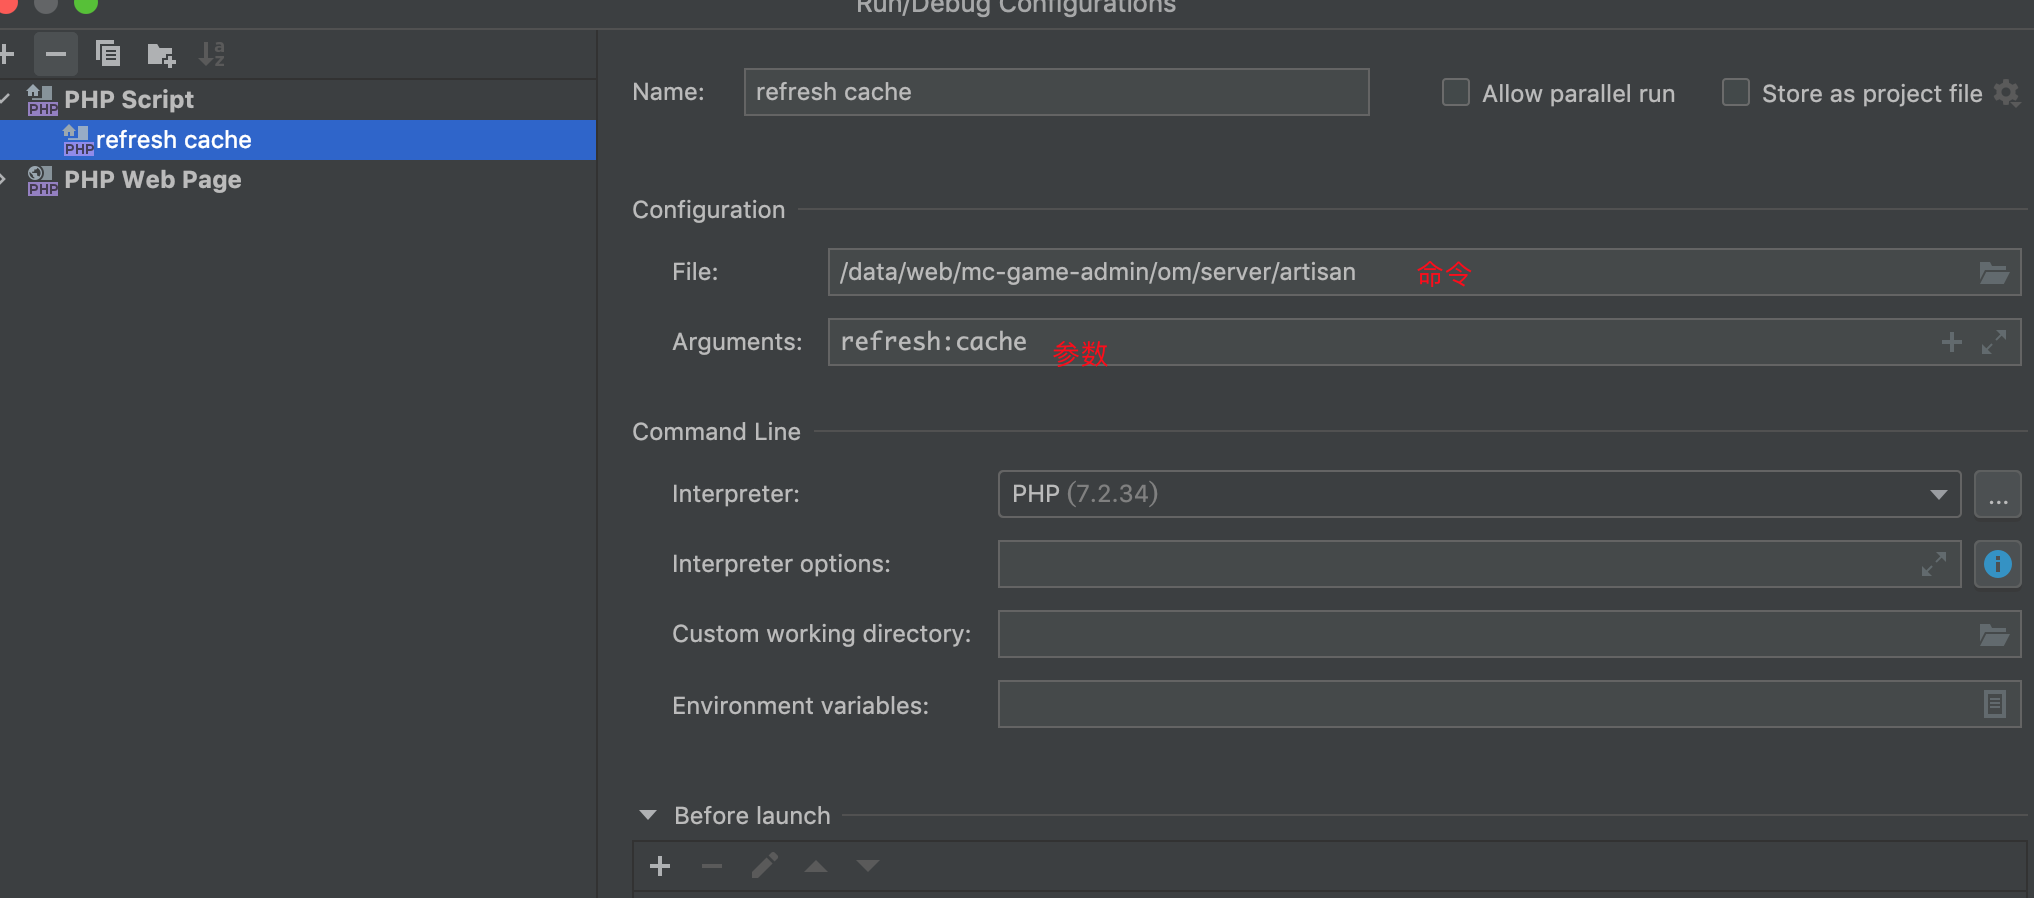 Run/Debug Configurations
PHP Script
refresh cache
PHP Web Page
Name: refresh cache
Allow parallel run
Store as project file
Configuration
File: /data/web/mc-game-admin/om/server/artisan 命令
Arguments: refresh:cache 参数
Command Line
Interpreter: PHP (7.2.34) ...
Interpreter options:
Custom working directory:
Environment variables:
Before launch